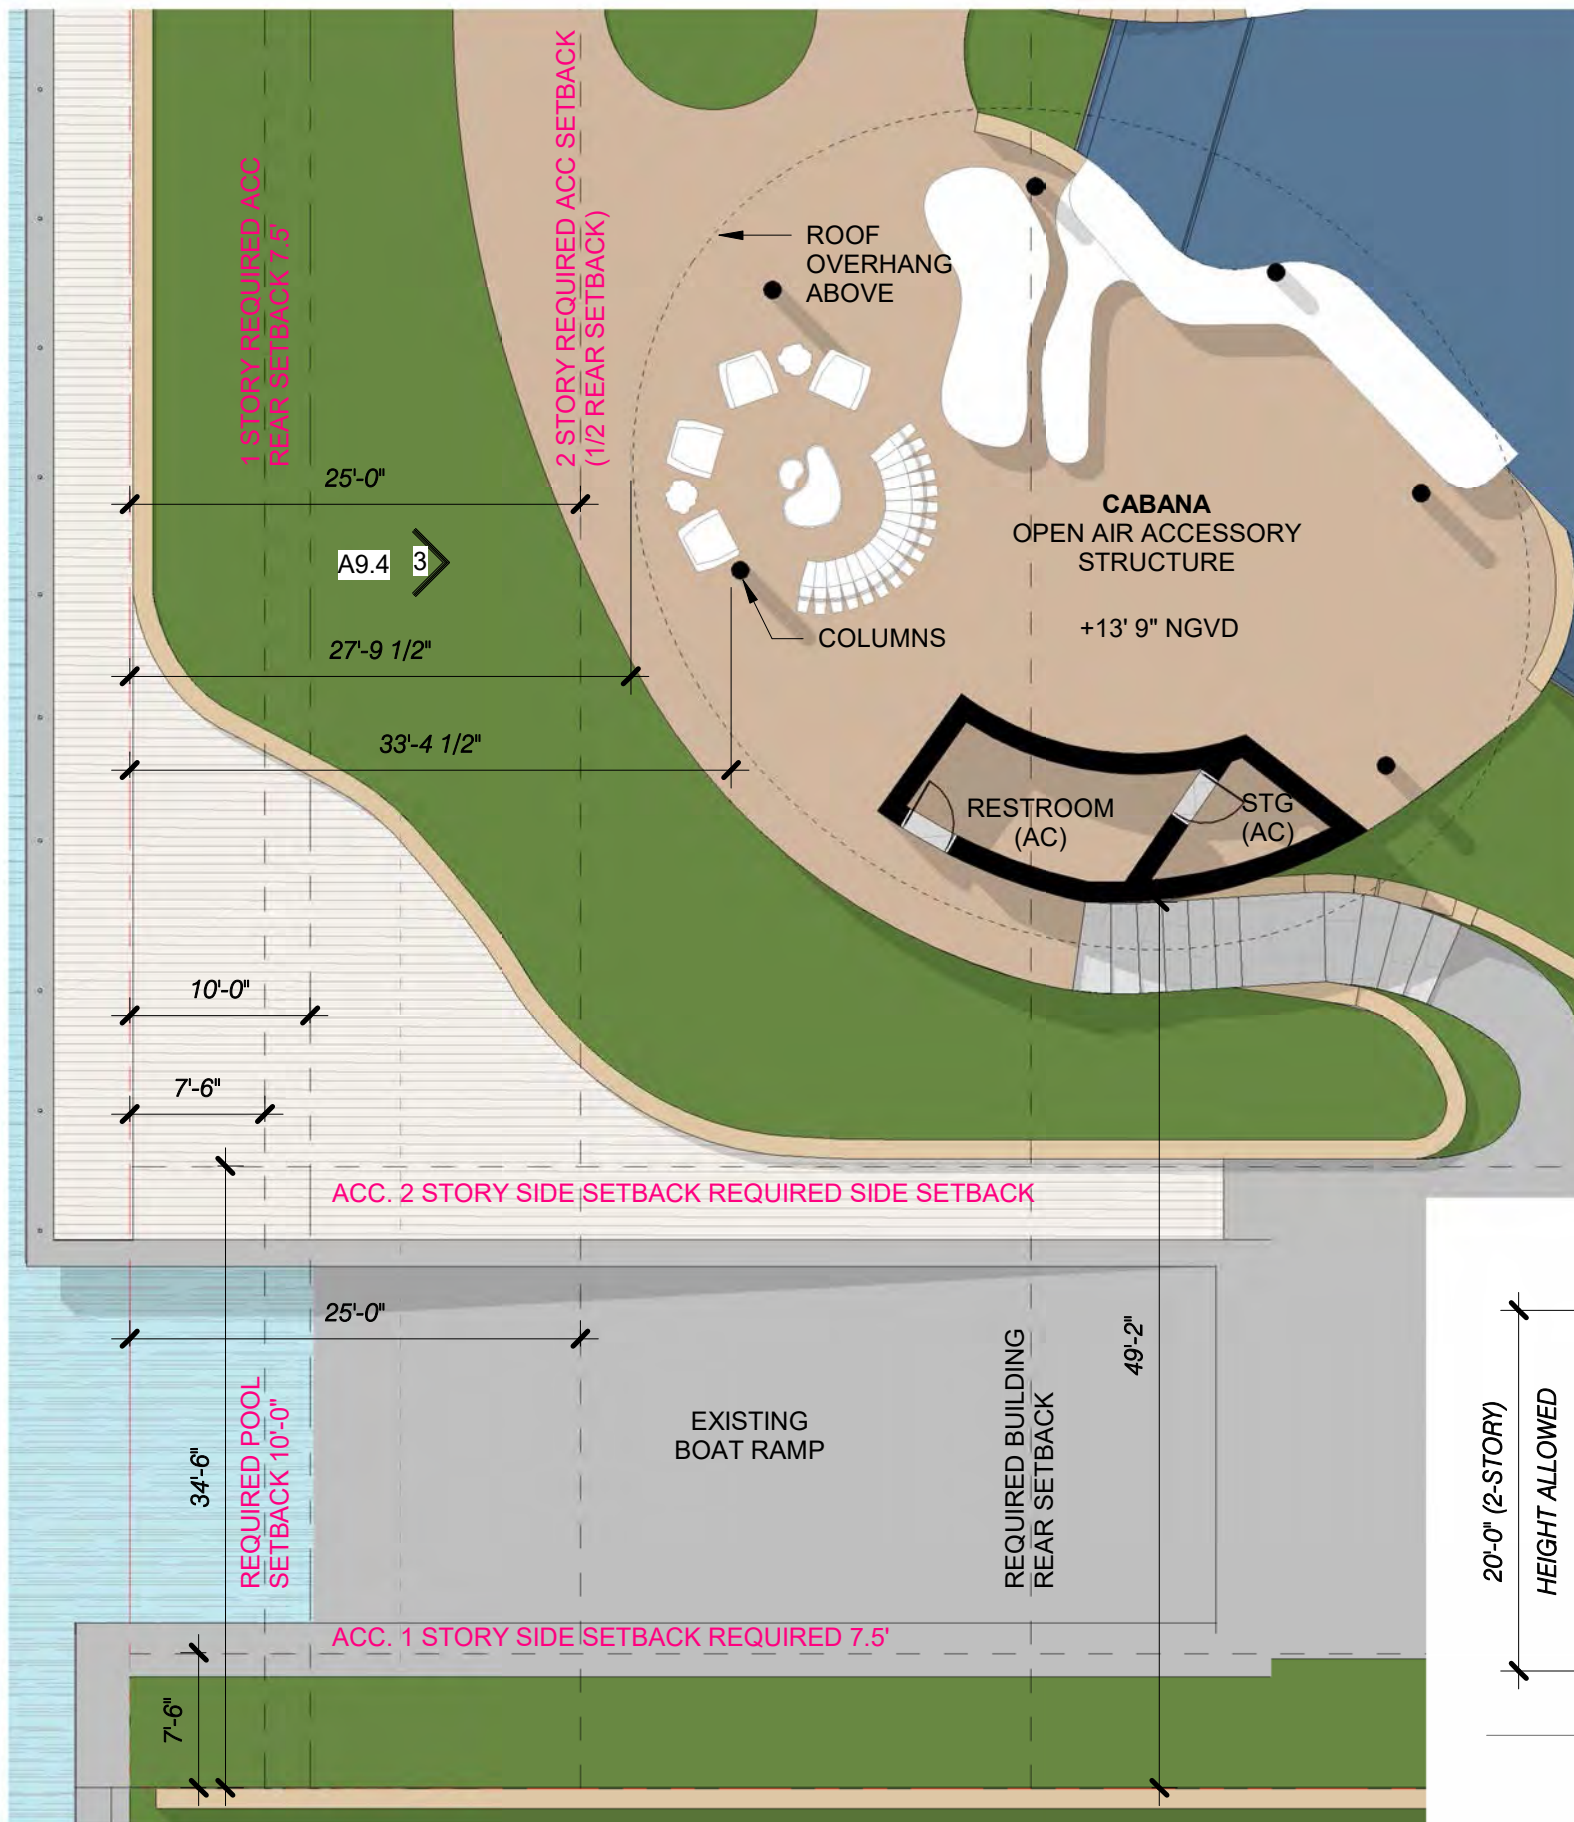 1 STORY REQUIRED ACC
REAR SETBACK 7.5'
2 STORY REQUIRED ACC SETBACK
(1/2 REAR SETBACK)
ROOF
OVERHANG
ABOVE
25'-0"
A9.4
3
CABANA
OPEN AIR ACCESSORY
STRUCTURE
+13' 9" NGVD
COLUMNS
27'-9 1/2"
33'-4 1/2"
RESTROOM
(AC)
STG
(AC)
10'-0"
7'-6"
ACC. 2 STORY SIDE SETBACK REQUIRED SIDE SETBACK
25'-0"
34'-6"
REQUIRED POOL
SETBACK 10'-0"
EXISTING
BOAT RAMP
REQUIRED BUILDING
REAR SETBACK
49'-2"
20'-0" (2-STORY)
HEIGHT ALLOWED
ACC. 1 STORY SIDE SETBACK REQUIRED 7.5'
7'-6"